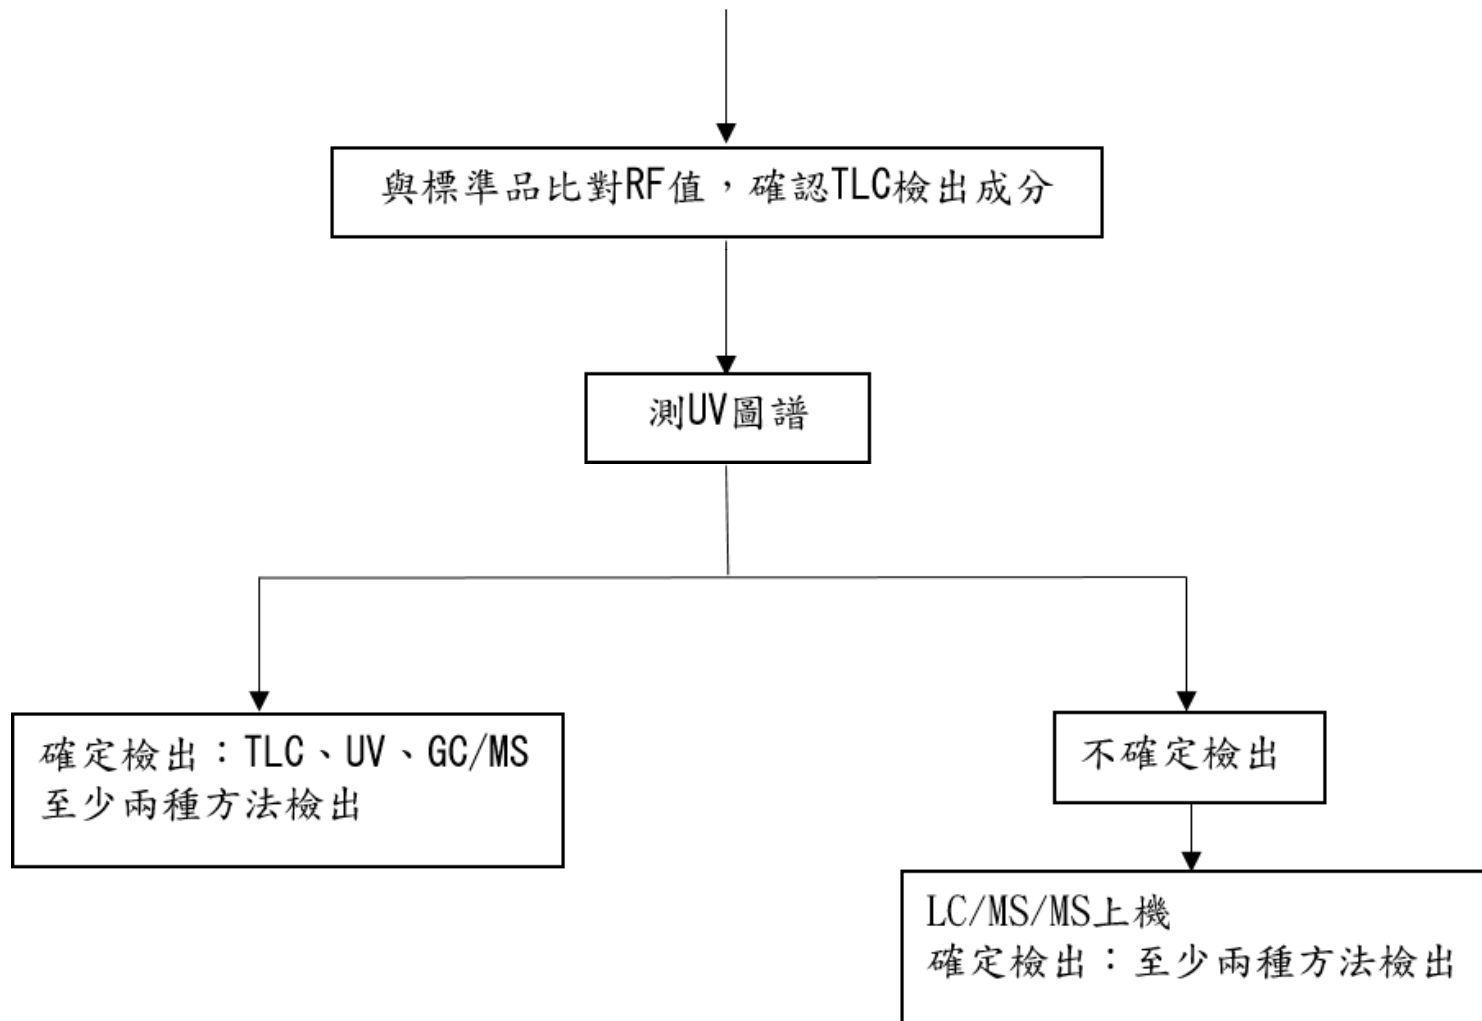 與標準品比對RF值，確認TLC檢出成分
測UV圖譜
確定檢出：TLC、UV、GC/MS
至少兩種方法檢出
不確定檢出
LC/MS/MS上機
確定檢出：至少兩種方法檢出